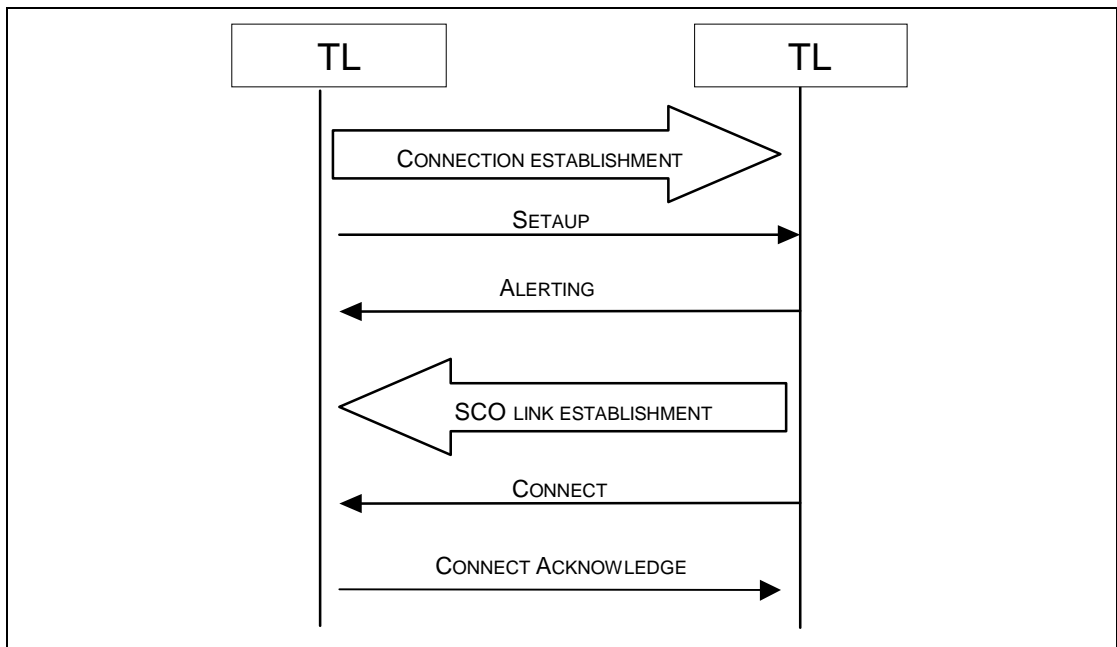 TL
TL
CONNECTION ESTABLISHMENT
SETAUP
ALERTING
SCO LINK ESTABLISHMENT
CONNECT
CONNECT ACKNOWLEDGE